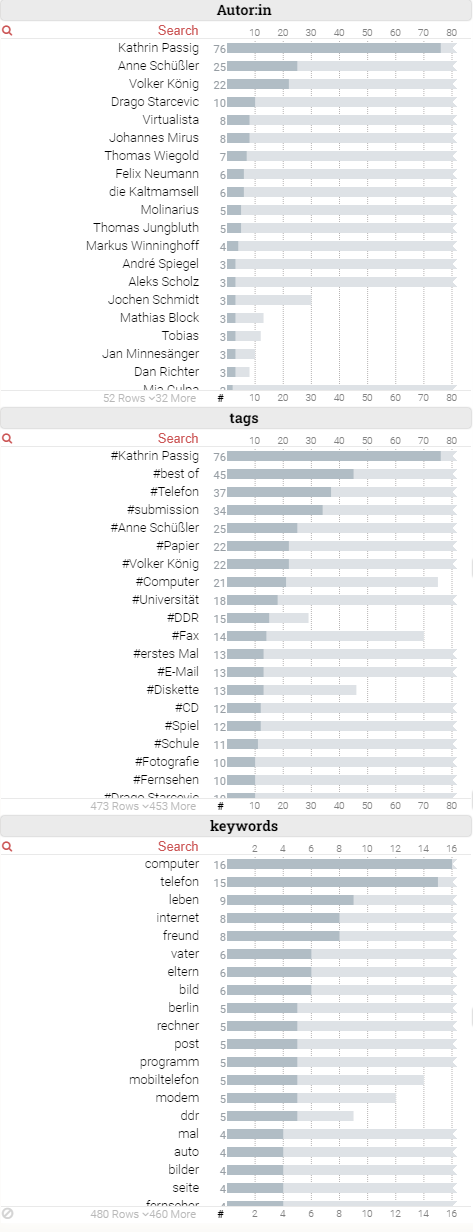 Autor:in
Search 10 20 30 40 50 60 70 80
Kathrin Passig 76
Anne Schüßler 25
Volker König 22
Drago Starcevic 10
Virtualista 8
Johannes Mirus 8
Thomas Wiegold 7
Felix Neumann 6
die Kaltmamsell 6
Molinarius 5
Thomas Jungbluth 5
Markus Winninghoff 4
André Spiegel 3
Aleks Scholz 3
Jochen Schmidt 3
Mathias Block 3
Tobias 3
Jan Minnesänger 3
Dan Richter 3
Mia Culpa
52 Rows 32 More # 10 20 30 40 50 60 70 80
tags
Search 10 20 30 40 50 60 70 80
#Kathrin Passig 76
#best of 45
#Telefon 37
#submission 34
#Anne Schüßler 25
#Papier 22
#Volker König 22
#Computer 21
#Universität 18
#DDR 15
#Fax 14
#erstes Mal 13
#E-Mail 13
#Diskette 13
#CD 12
#Spiel 12
#Schule 11
#Fotografie 10
#Fernsehen 10
#Drago Starcevic 10
473 Rows 453 More # 10 20 30 40 50 60 70 80
keywords
Search 2 4 6 8 10 12 14 16
computer 16
telefon 15
leben 9
internet 8
freund 8
vater 6
eltern 6
bild 6
berlin 5
rechner 5
post 5
programm 5
mobiltelefon 5
modem 5
ddr 5
mal 4
auto 4
bilder 4
seite 4
fernseher 4
480 Rows 460 More # 2 4 6 8 10 12 14 16